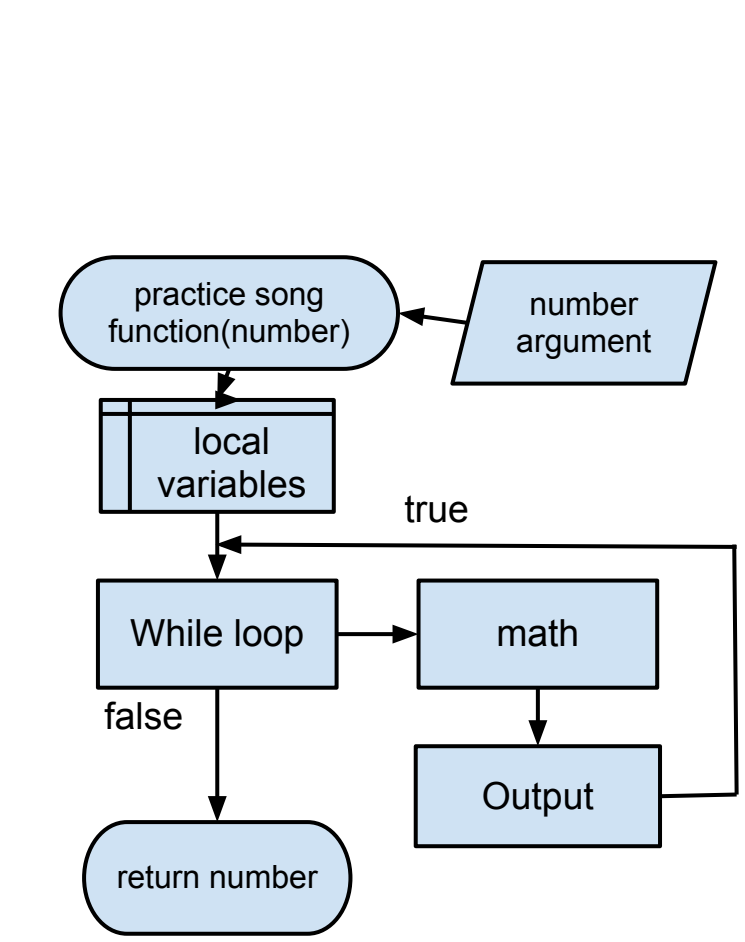 practice song
function(number)
number
argument
local
variables
true
While loop
math
false
Output
return number